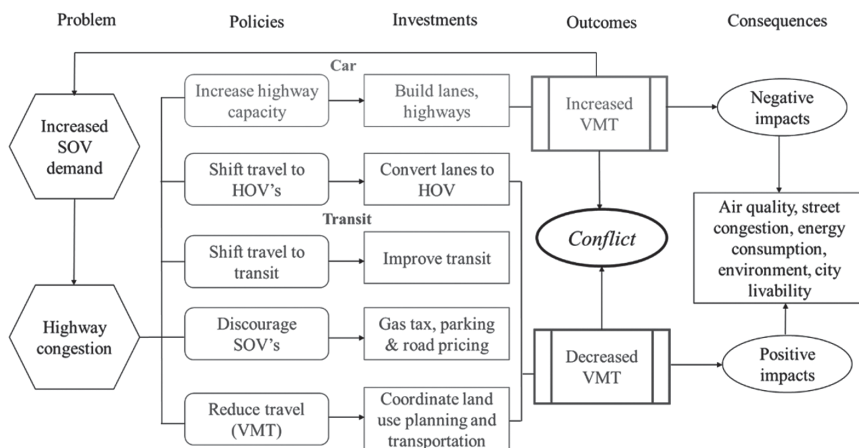 Problem
Policies
Investments
Outcomes
Consequences
Car
Increased
SOV
demand
Increase highway
capacity
Build lanes,
highways
Increased
VMT
Negative
impacts
Shift travel to
HOV's
Convert lanes to
HOV
Transit
Conflict
Air quality, street
congestion, energy
consumption,
environment, city
livability
Shift travel to
transit
Improve transit
Highway
congestion
Discourage
SOV's
Gas tax, parking
& road pricing
Decreased
VMT
Positive
impacts
Reduce travel
(VMT)
Coordinate land
use planning and
transportation